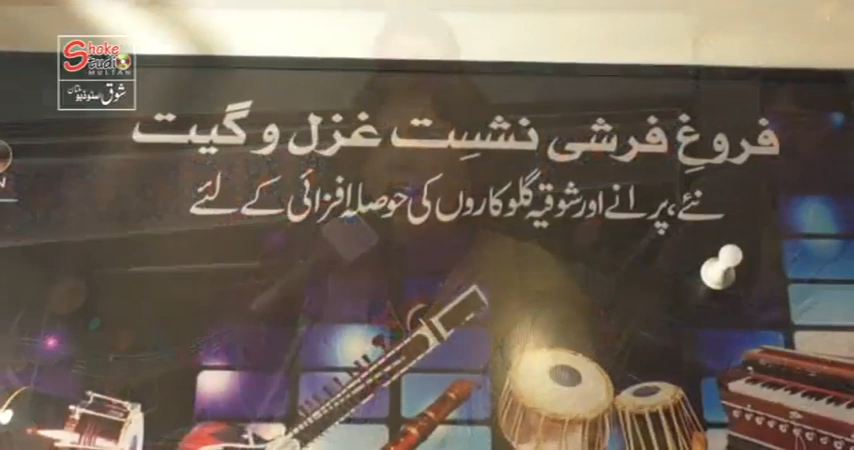 Shoke
Studio
MULTAN
شوق سٹوڈیو ملتان
فروغِ فرشی نشست غزل و گیت
نئے، پرانے اور شوقیہ گلوکاروں کی حوصلہ افزائی کے لئے